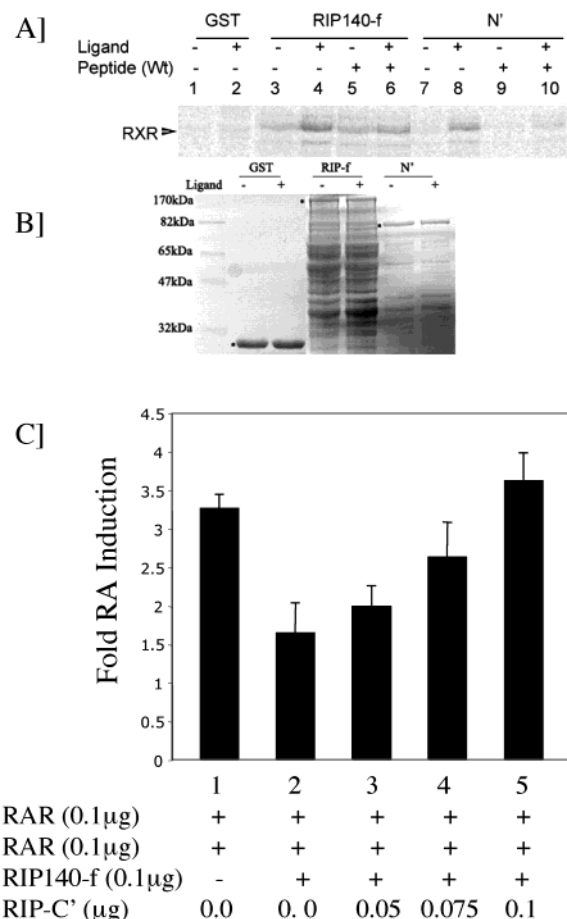 A]
GST RIP140-f N'
Ligand - + - + - + - + - +
Peptide (Wt) - - - - + + - - + +
1 2 3 4 5 6 7 8 9 10
RXR
B]
GST RIP-f N'
Ligand - + - + - +
170kDa
82kDa
65kDa
47kDa
32kDa
C]
Fold RA Induction
4.5
4
3.5
3
2.5
2
1.5
1
0.5
0
1 2 3 4 5
RAR (0.1µg) + + + + +
RAR (0.1µg) + + + + +
RIP140-f (0.1µg) - + + + +
RIP-C' (µg) 0.0 0. 0 0.05 0.075 0.1